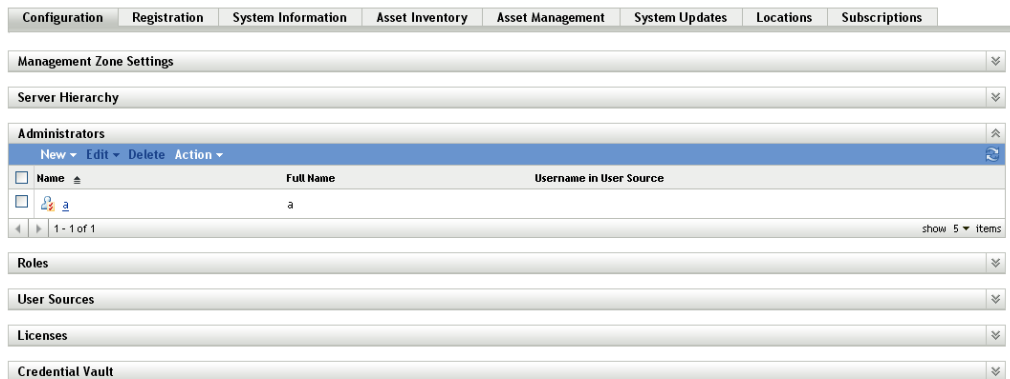 Configuration Registration System Information Asset Inventory Asset Management System Updates Locations Subscriptions
Management Zone Settings
Server Hierarchy
Administrators
New Edit Delete Action
Name Full Name Username in User Source
a a
1 - 1 of 1 show 5 items
Roles
User Sources
Licenses
Credential Vault